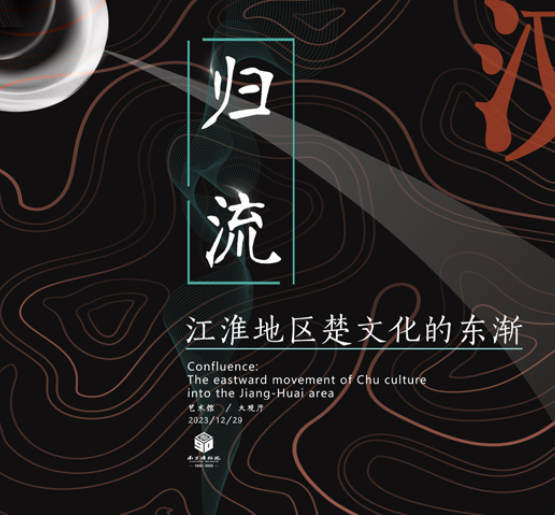 归流
江淮地区楚文化的东渐
Confluence:
The eastward movement of Chu culture
into the Jiang-Huai area
艺术馆 / 大观厅
2023/12/29